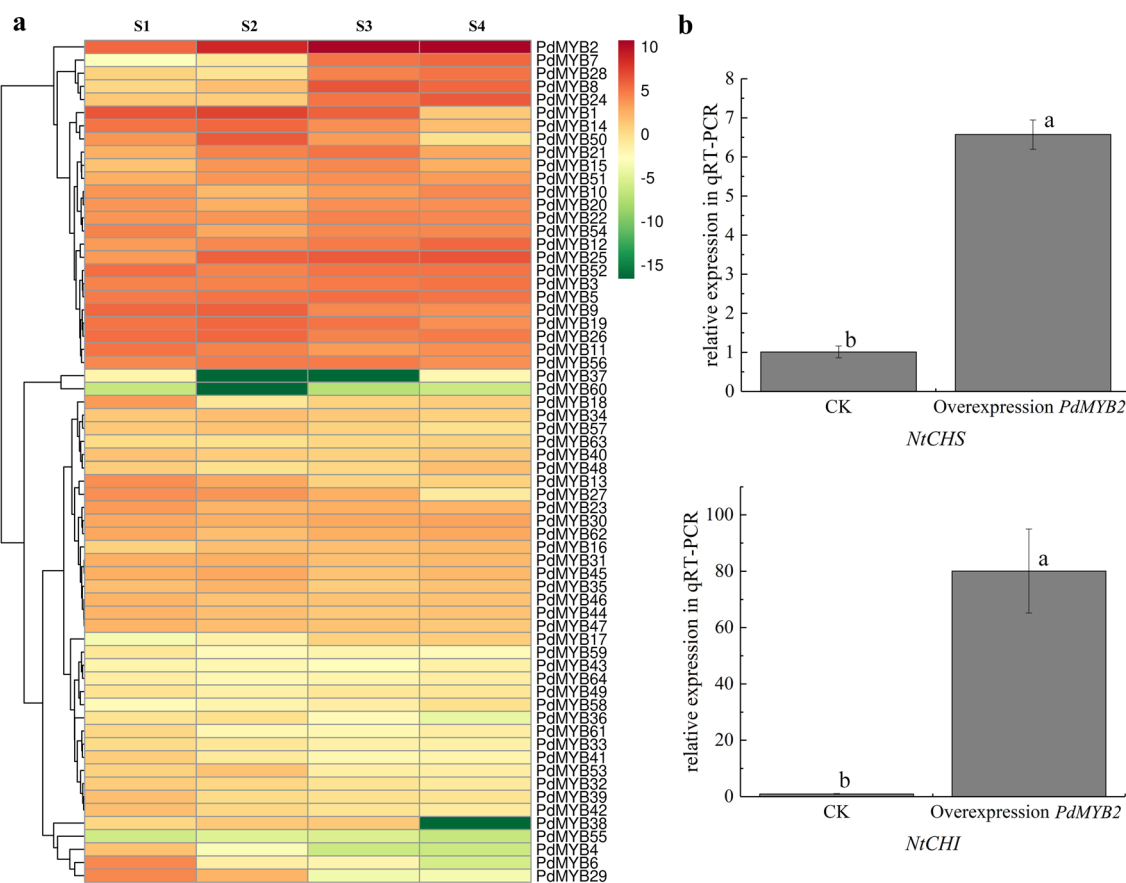 a
S1 S2 S3 S4
PdMYB2
PdMYB7
PdMYB28
PdMYB8
PdMYB24
PdMYB1
PdMYB14
PdMYB50
PdMYB21
PdMYB15
PdMYB51
PdMYB10
PdMYB20
PdMYB22
PdMYB54
PdMYB12
PdMYB25
PdMYB52
PdMYB3
PdMYB5
PdMYB9
PdMYB19
PdMYB26
PdMYB11
PdMYB56
PdMYB37
PdMYB60
PdMYB18
PdMYB34
PdMYB57
PdMYB63
PdMYB40
PdMYB48
PdMYB13
PdMYB27
PdMYB23
PdMYB30
PdMYB62
PdMYB16
PdMYB31
PdMYB45
PdMYB35
PdMYB46
PdMYB44
PdMYB47
PdMYB17
PdMYB59
PdMYB43
PdMYB64
PdMYB49
PdMYB58
PdMYB36
PdMYB61
PdMYB33
PdMYB41
PdMYB53
PdMYB32
PdMYB39
PdMYB42
PdMYB38
PdMYB55
PdMYB4
PdMYB6
PdMYB29
10
5
0
-5
-10
-15
b
relative expression in qRT-PCR
8
7
6
5
4
3
2
1
0
b
a
CK Overexpression PdMYB2
NtCHS
relative expression in qRT-PCR
100
80
60
40
20
0
b
a
CK Overexpression PdMYB2
NtCHI